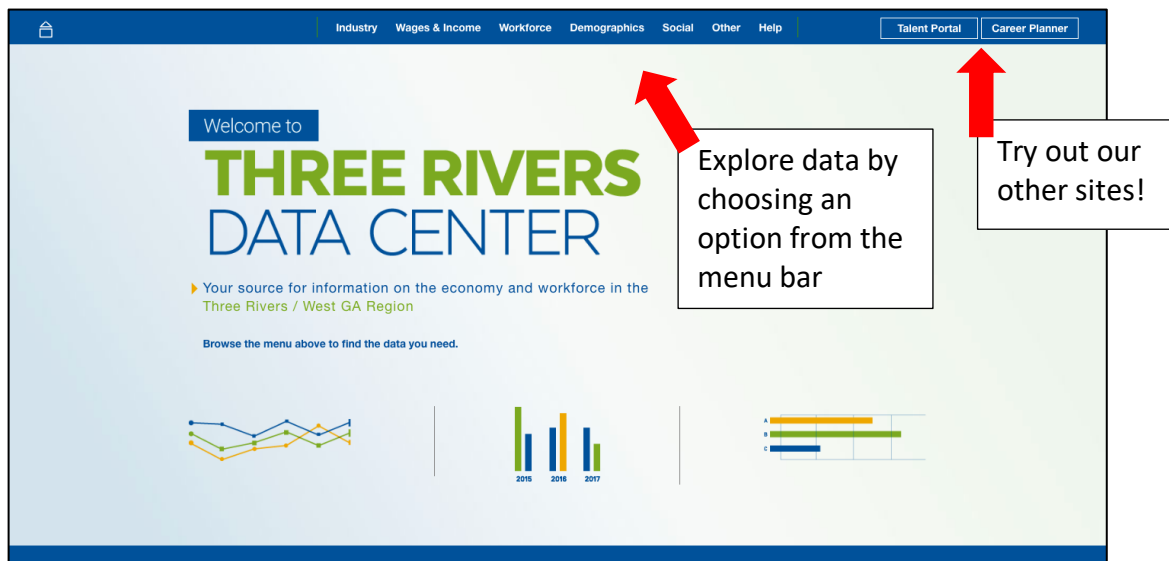 Industry Wages & Income Workforce Demographics Social Other Help Talent Portal Career Planner
Welcome to
THREE RIVERS
DATA CENTER
Your source for information on the economy and workforce in the
Three Rivers / West GA Region
Browse the menu above to find the data you need.
Explore data by
choosing an
option from the
menu bar
Try out our
other sites!
2015 2016 2017
A
B
C